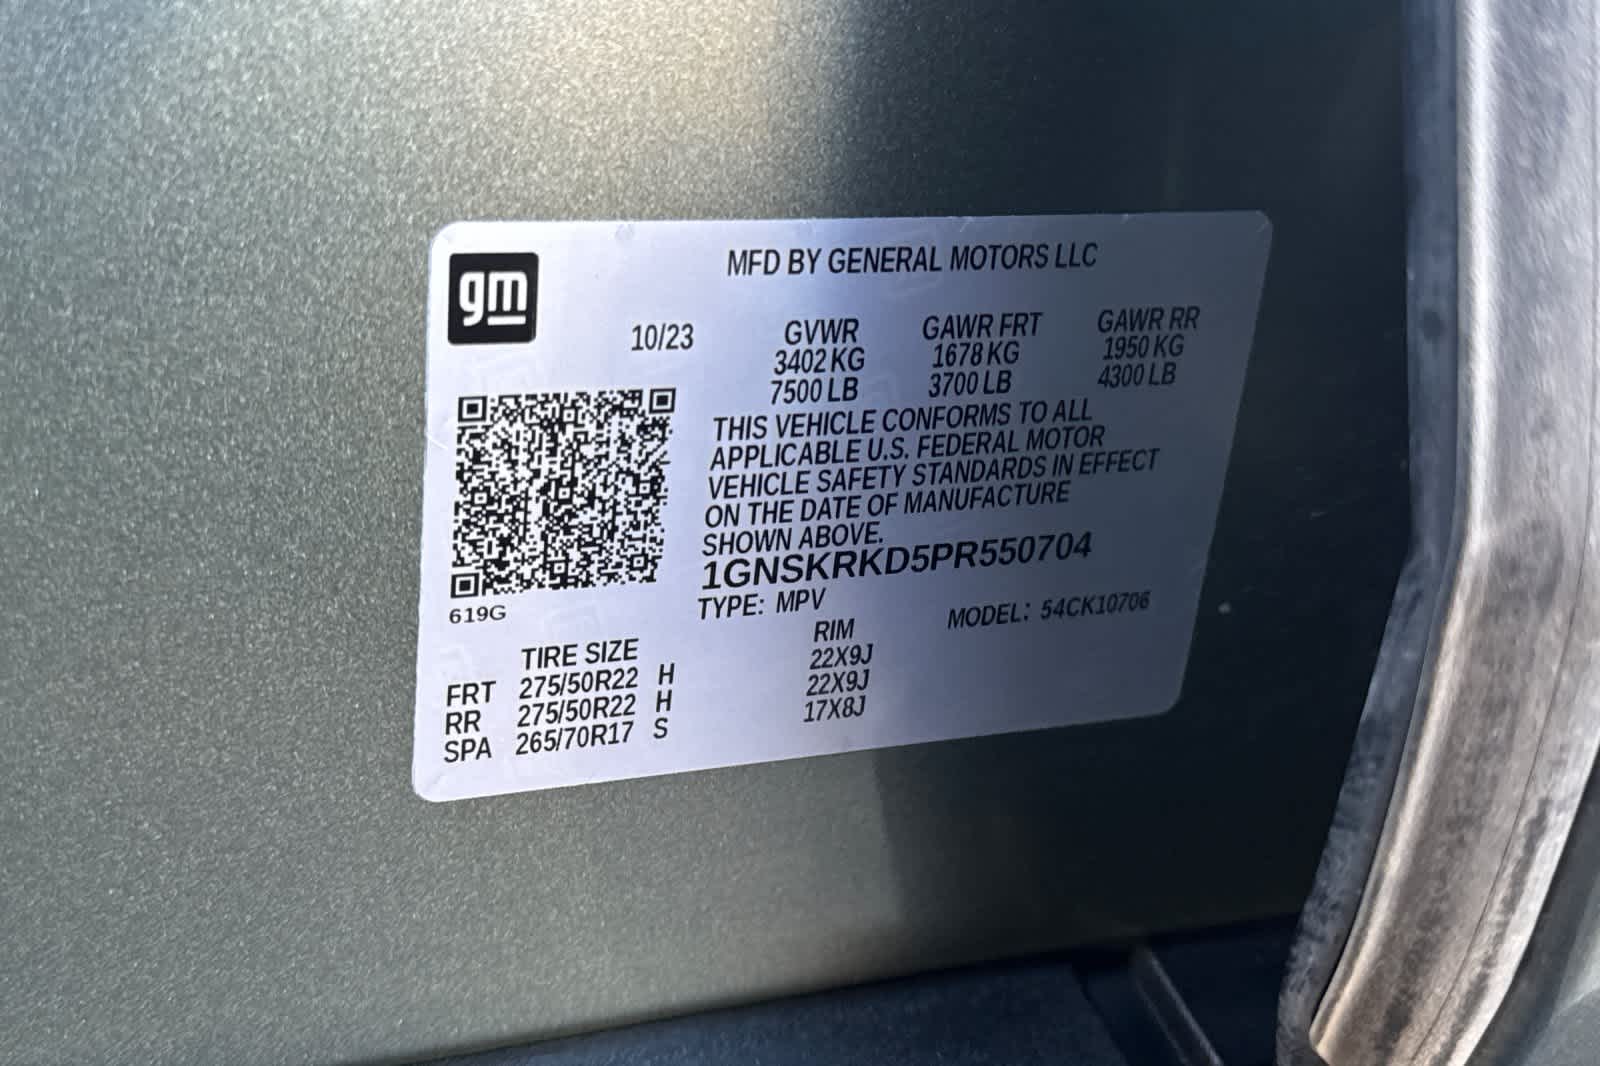 gm
MFD BY GENERAL MOTORS LLC
10/23
GVWR GAWR FRT GAWR RR
3402 KG 1678 KG 1950 KG
7500 LB 3700 LB 4300 LB
THIS VEHICLE CONFORMS TO ALL
APPLICABLE U.S. FEDERAL MOTOR
VEHICLE SAFETY STANDARDS IN EFFECT
ON THE DATE OF MANUFACTURE
SHOWN ABOVE.
1GNSKRKD5PR550704
619G
TYPE: MPV MODEL: 54CK10706
TIRE SIZE RIM
FRT 275/50R22 H 22X9J
RR 275/50R22 H 22X9J
SPA 265/70R17 S 17X8J